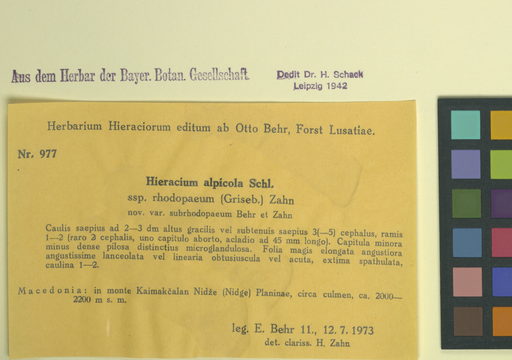 Aus dem Herbar der Bayer. Botan. Gesellschaft.
Dedit Dr. H. Schack
Leipzig 1942
Herbarium Hieraciorum editum ab Otto Behr, Forst Lusatiae.
Nr. 977
Hieracium alpicola Schl.
ssp. rhodopaeum (Griseb.) Zahn
nov. var. subrhodopaeum Behr et Zahn
Caulis saepius ad 2—3 dm altus gracilis vel subtenuis saepius 3(—5) cephalus, ramis
1—2 (raro 2 cephalis, uno capitulo aborto, acladio ad 45 mm longo). Capitula minora
minus dense pilosa distinctius microglandulosa. Folia magis elongata angustiora
angustissime lanceolata vel linearia obtusiuscula vel acuta, extima spathulata,
caulina 1—2.
Macedonia: in monte Kaimakčalan Nidže (Nidge) Planinae, circa culmen, ca. 2000—
2200 m s. m.
leg. E. Behr 11., 12. 7. 1973
det. clariss. H. Zahn